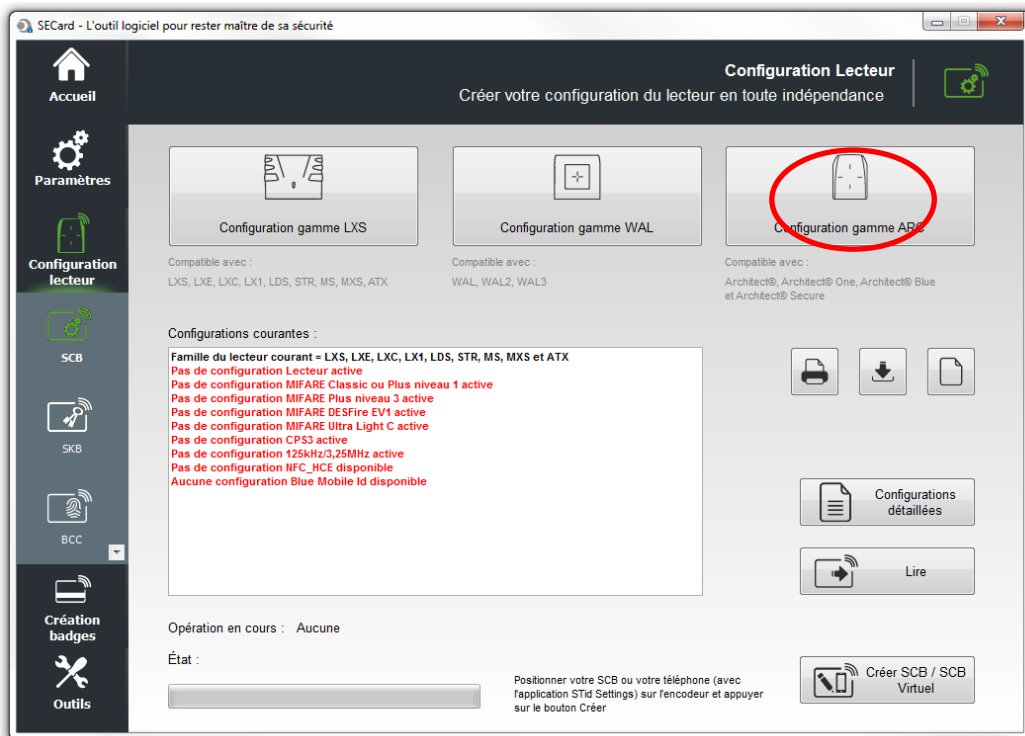 SECard - L'outil logiciel pour rester maître de sa sécurité
Accueil
Configuration Lecteur
Créer votre configuration du lecteur en toute indépendance
Paramètres
Configuration gamme LXS
Configuration gamme WAL
Configuration gamme ARC
Compatible avec :
LXS, LXE, LXC, LX1, LDS, STR, MS, MXS, ATX
Compatible avec :
WAL, WAL2, WAL3
Compatible avec :
Architect®, Architect® One, Architect® Blue
et Architect® Secure
Configuration
lecteur
SCB
SKB
BCC
Création
badges
Outils
Configurations courantes :
Famille du lecteur courant = LXS, LXE, LXC, LX1, LDS, STR, MS, MXS et ATX
Pas de configuration Lecteur active
Pas de configuration MIFARE Classic ou Plus niveau 1 active
Pas de configuration MIFARE Plus niveau 3 active
Pas de configuration MIFARE DESFire EV1 active
Pas de configuration MIFARE Ultra Light C active
Pas de configuration CPS3 active
Pas de configuration 125kHz/3,25MHz active
Pas de configuration NFC_HCE disponible
Aucune configuration Blue Mobile Id disponible
Configurations
détaillées
Lire
Opération en cours : Aucune
État :
Positionner votre SCB ou votre téléphone (avec
l'application STid Settings) sur l'encodeur et appuyer
sur le bouton Créer
Créer SCB / SCB
Virtuel